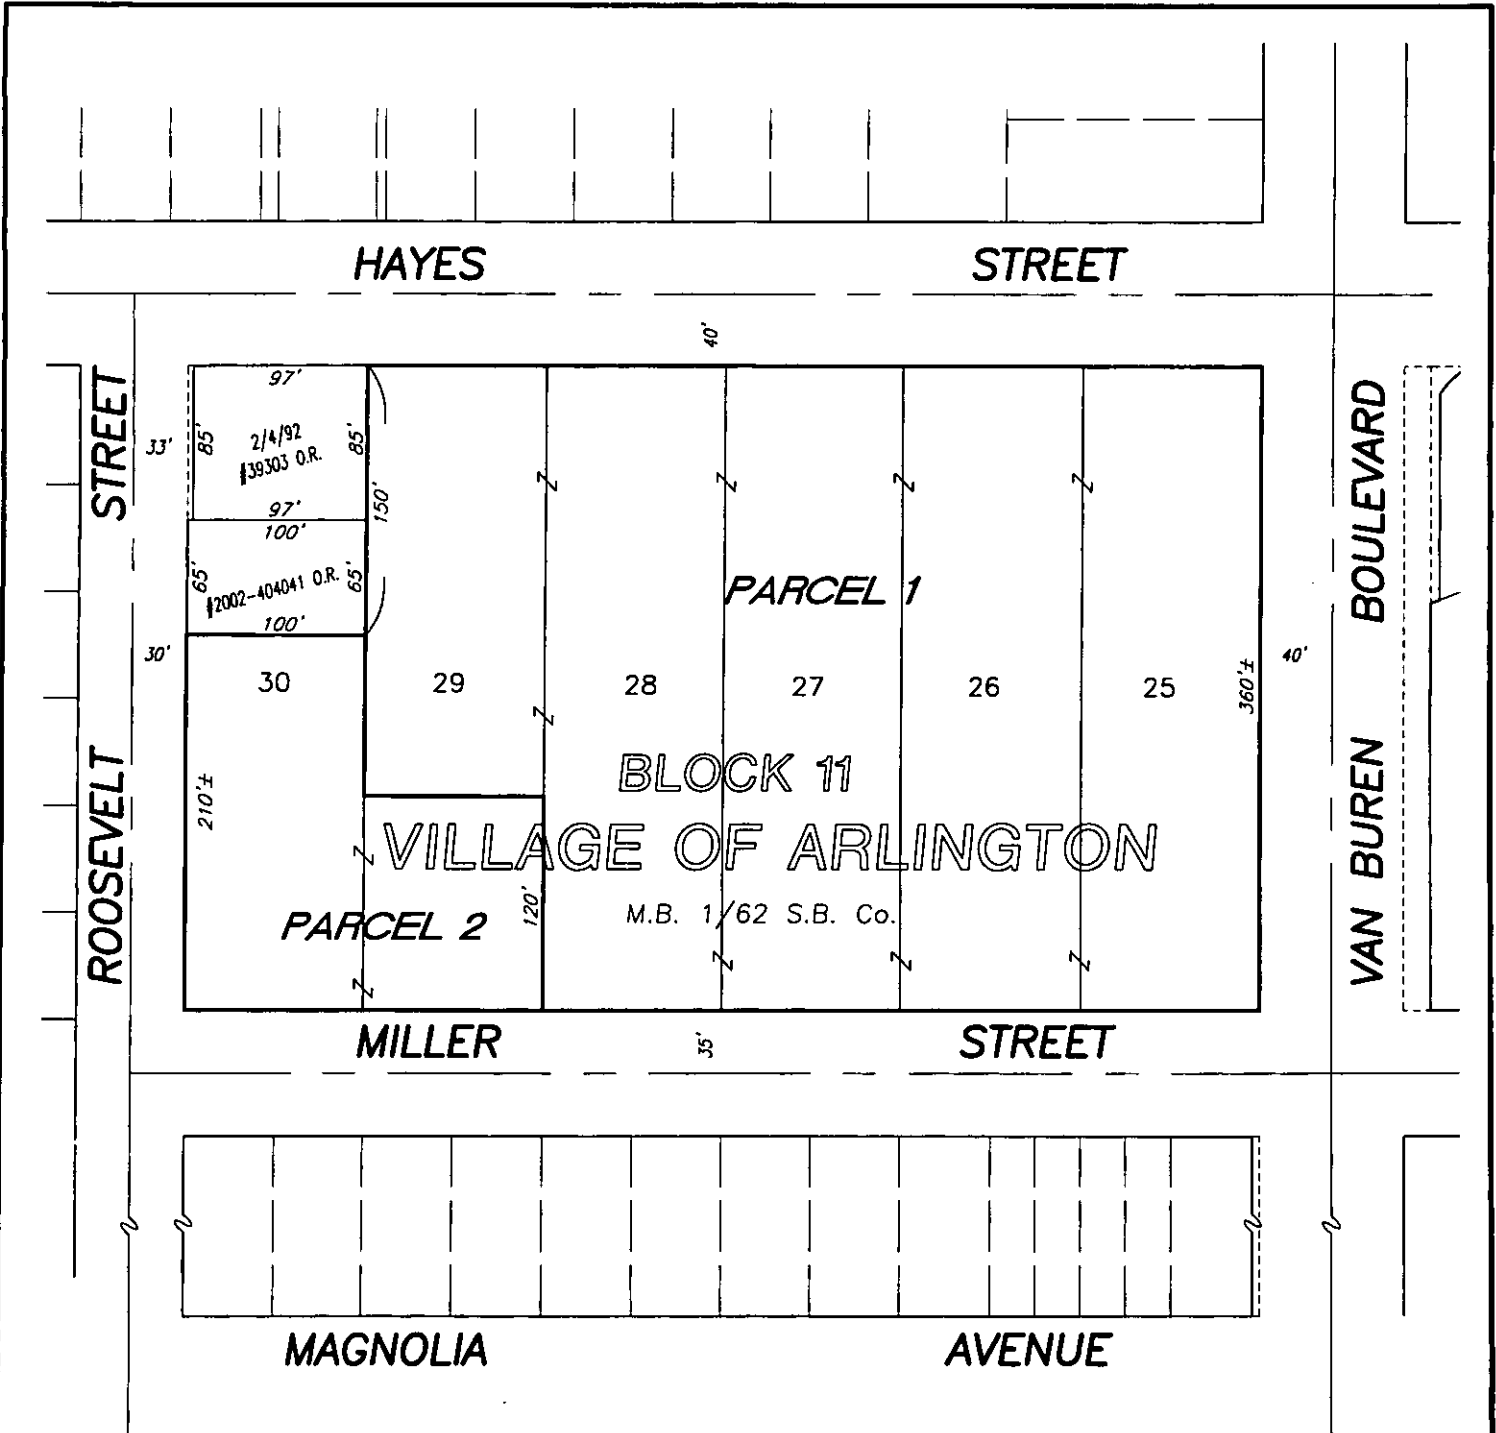 HAYES STREET
40'
STREET
33'
97'
85'
2/4/92
#39303 O.R.
85'
97'
150'
100'
65'
#2002-404041 O.R.
65'
100'
30'
PARCEL 1
BOULEVARD
30
29
28
27
26
25
360'±
40'
210'±
BLOCK 11
VILLAGE OF ARLINGTON
M.B. 1/62 S.B. Co.
120'
PARCEL 2
ROOSEVELT
VAN BUREN
MILLER STREET
35'
MAGNOLIA AVENUE
Z
Z
Z
Z
Z
Z
Z
Z
Z
Z